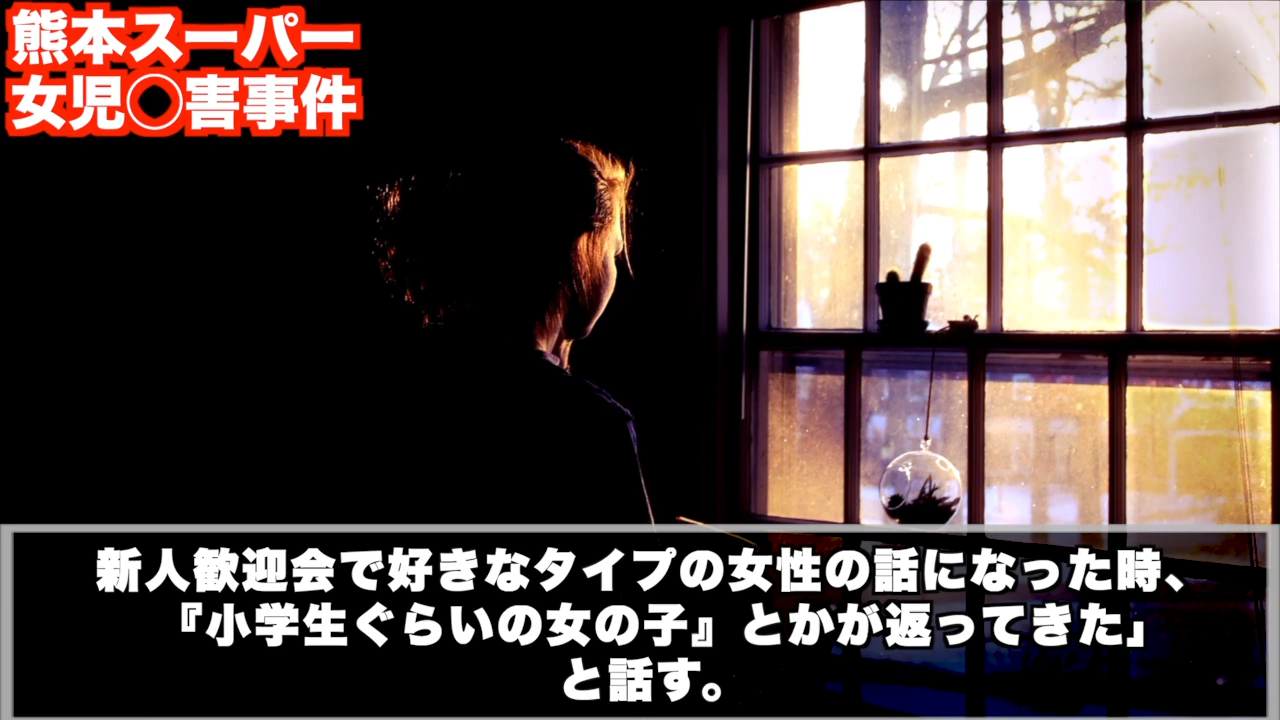 熊本スーパー
女児◯害事件
新人歓迎会で好きなタイプの女性の話になった時、
『小学生ぐらいの女の子』とかが返ってきた」
と話す。